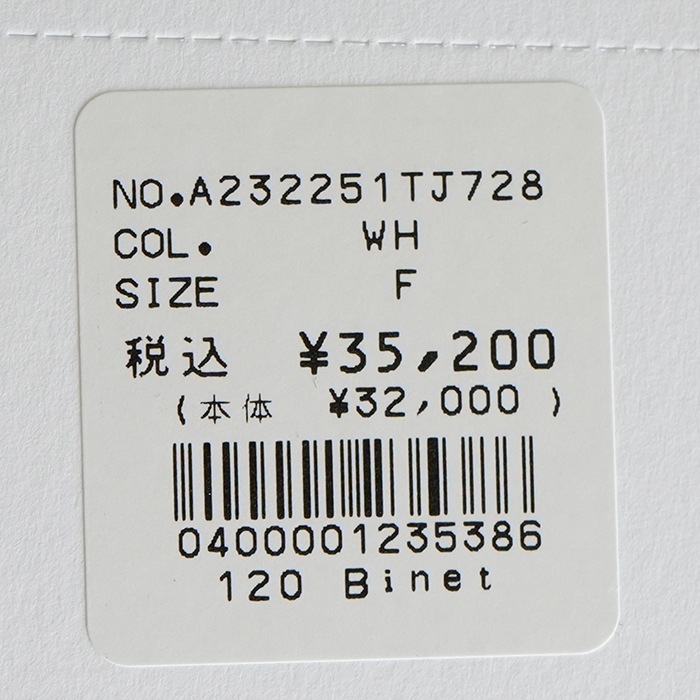 NO.A232251TJ728
COL. WH
SIZE F
税込 ¥35,200
(本体 ¥32,000 )
0400001235386
120 Binet